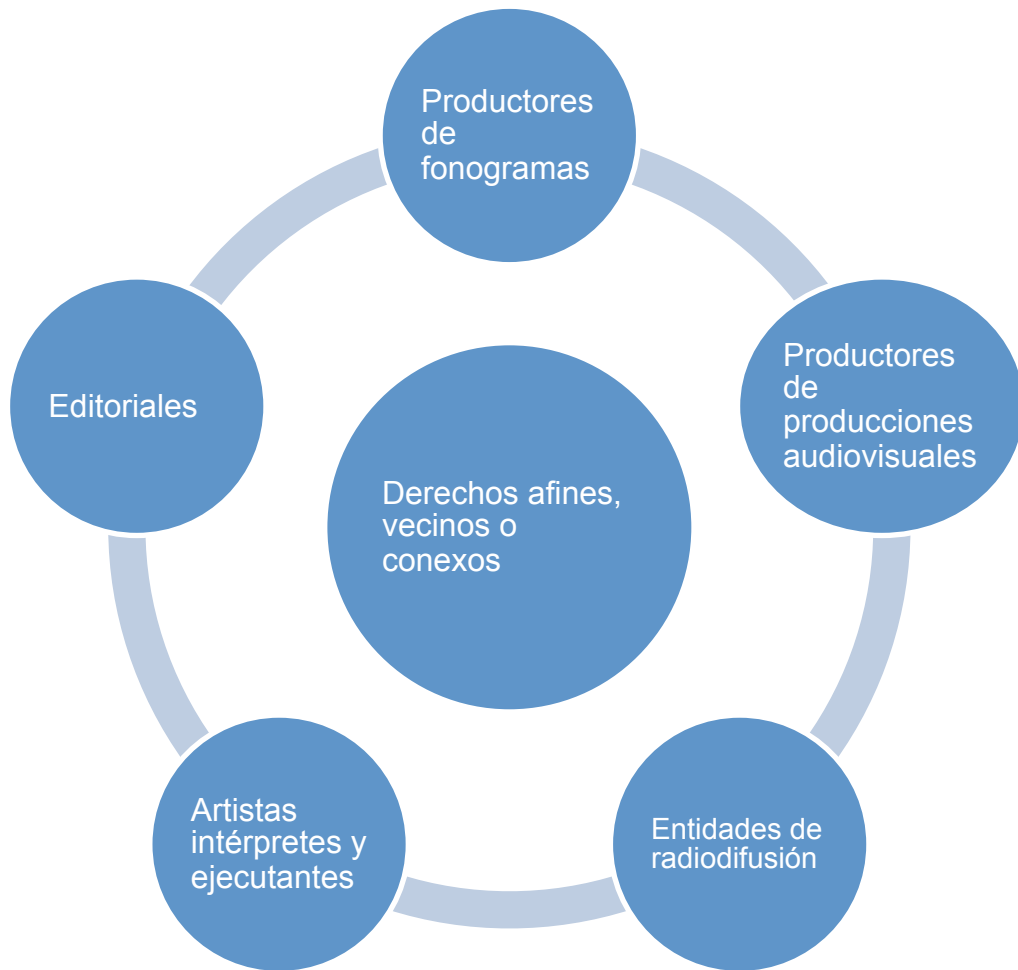 Productores
de
fonogramas
Productores
de
producciones
audiovisuales
Editoriales
Derechos afines,
vecinos o
conexos
Artistas
intérpretes y
ejecutantes
Entidades de
radiodifusión